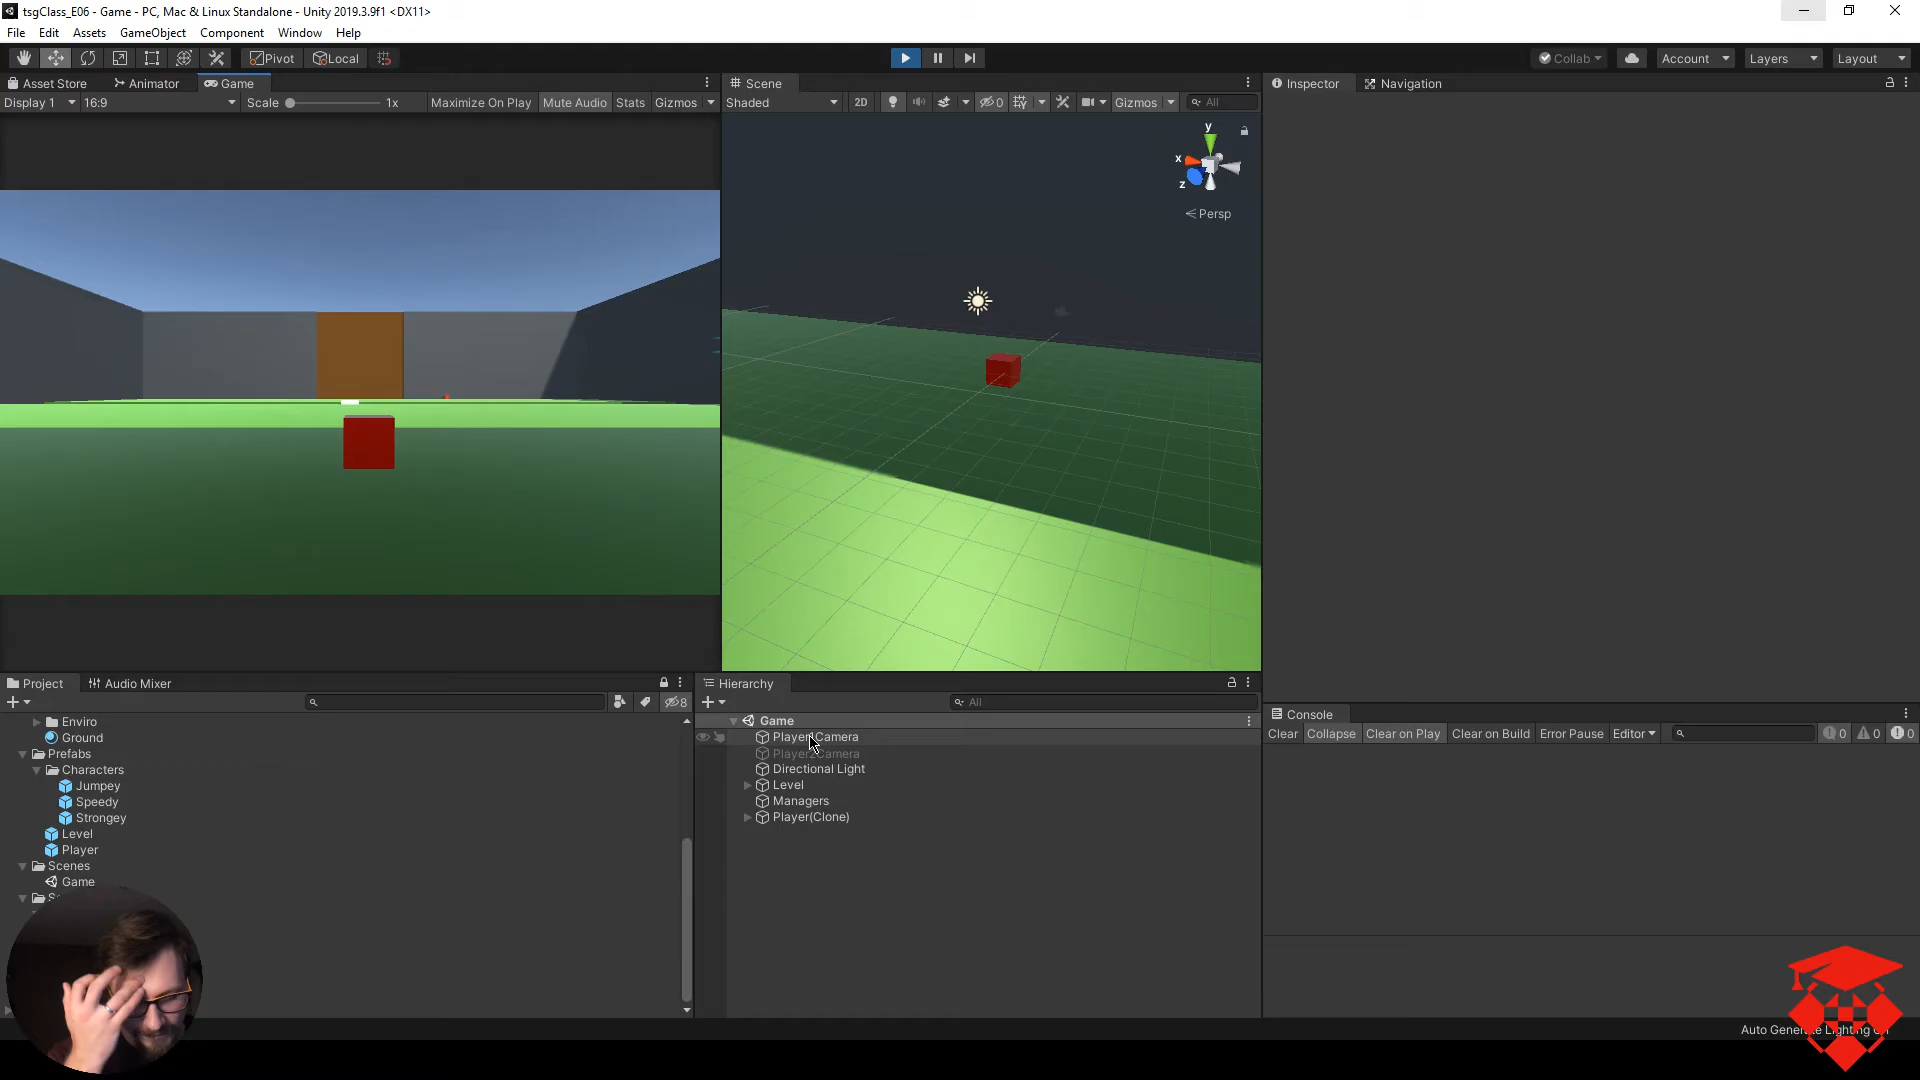 tsgClass_E06 - Game - PC, Mac & Linux Standalone - Unity 2019.3.9f1 <DX11>
File Edit Assets GameObject Component Window Help
Pivot Local Collab Account Layers Layout
Asset Store Animator Game Scene Inspector Navigation
Display 1 16:9 Scale 1x Maximize On Play Mute Audio Stats Gizmos Shaded 2D 0 Gizmos All
y
x
z
Persp
Project Audio Mixer Hierarchy
8 All
Enviro
Ground
Prefabs
Characters
Jumpey
Speedy
Strongey
Level
Player
Scenes
Game
Game
Player1Camera
Player2Camera
Directional Light
Level
Managers
Player(Clone)
Console
Clear Collapse Clear on Play Clear on Build Error Pause Editor 0 0 0
Auto Generate Lighting